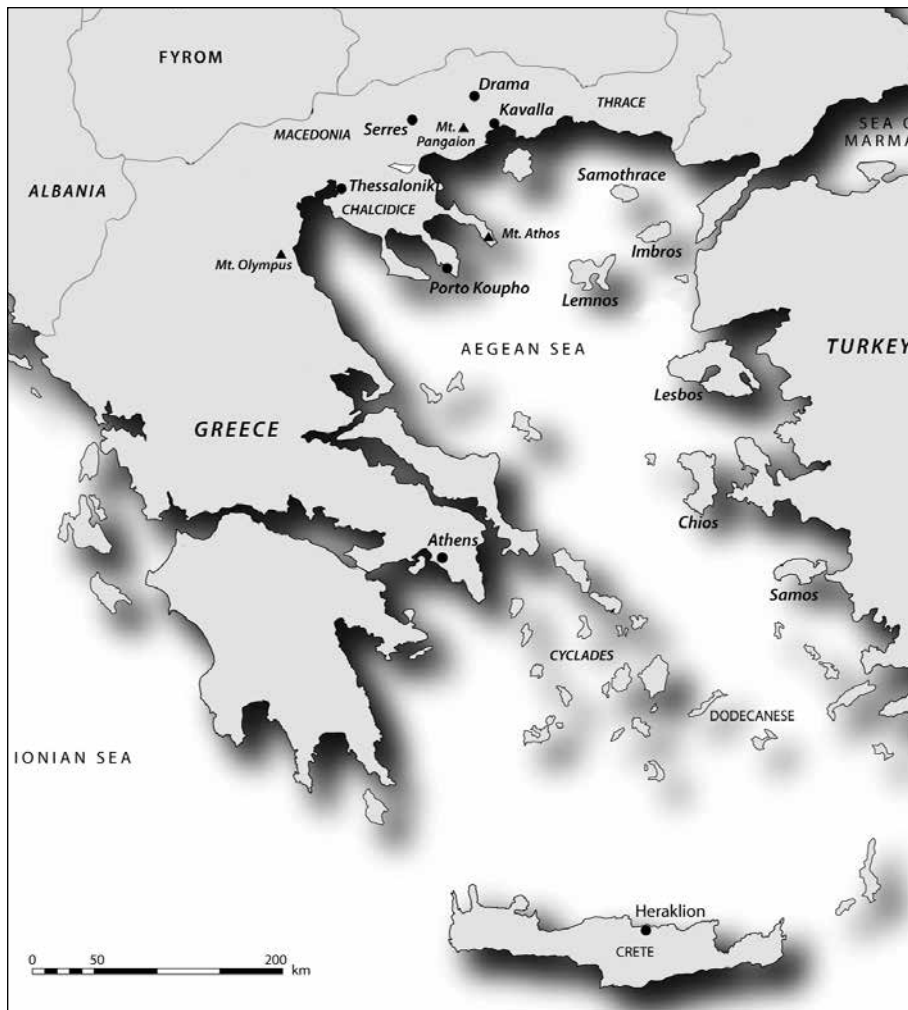 FYROM
Drama
Kavalla
THRACE
Mt.
Pangaion
Serres
MACEDONIA
SEA O
MARMA
ALBANIA
Thessalonik
CHALCIDICE
Samothrace
Mt. Athos
Imbros
Mt. Olympus
Porto Koupho
Lemnos
AEGEAN SEA
TURKEY
Lesbos
GREECE
Chios
Athens
Samos
CYCLADES
DODECANESE
IONIAN SEA
Heraklion
CRETE
0 50 200
km